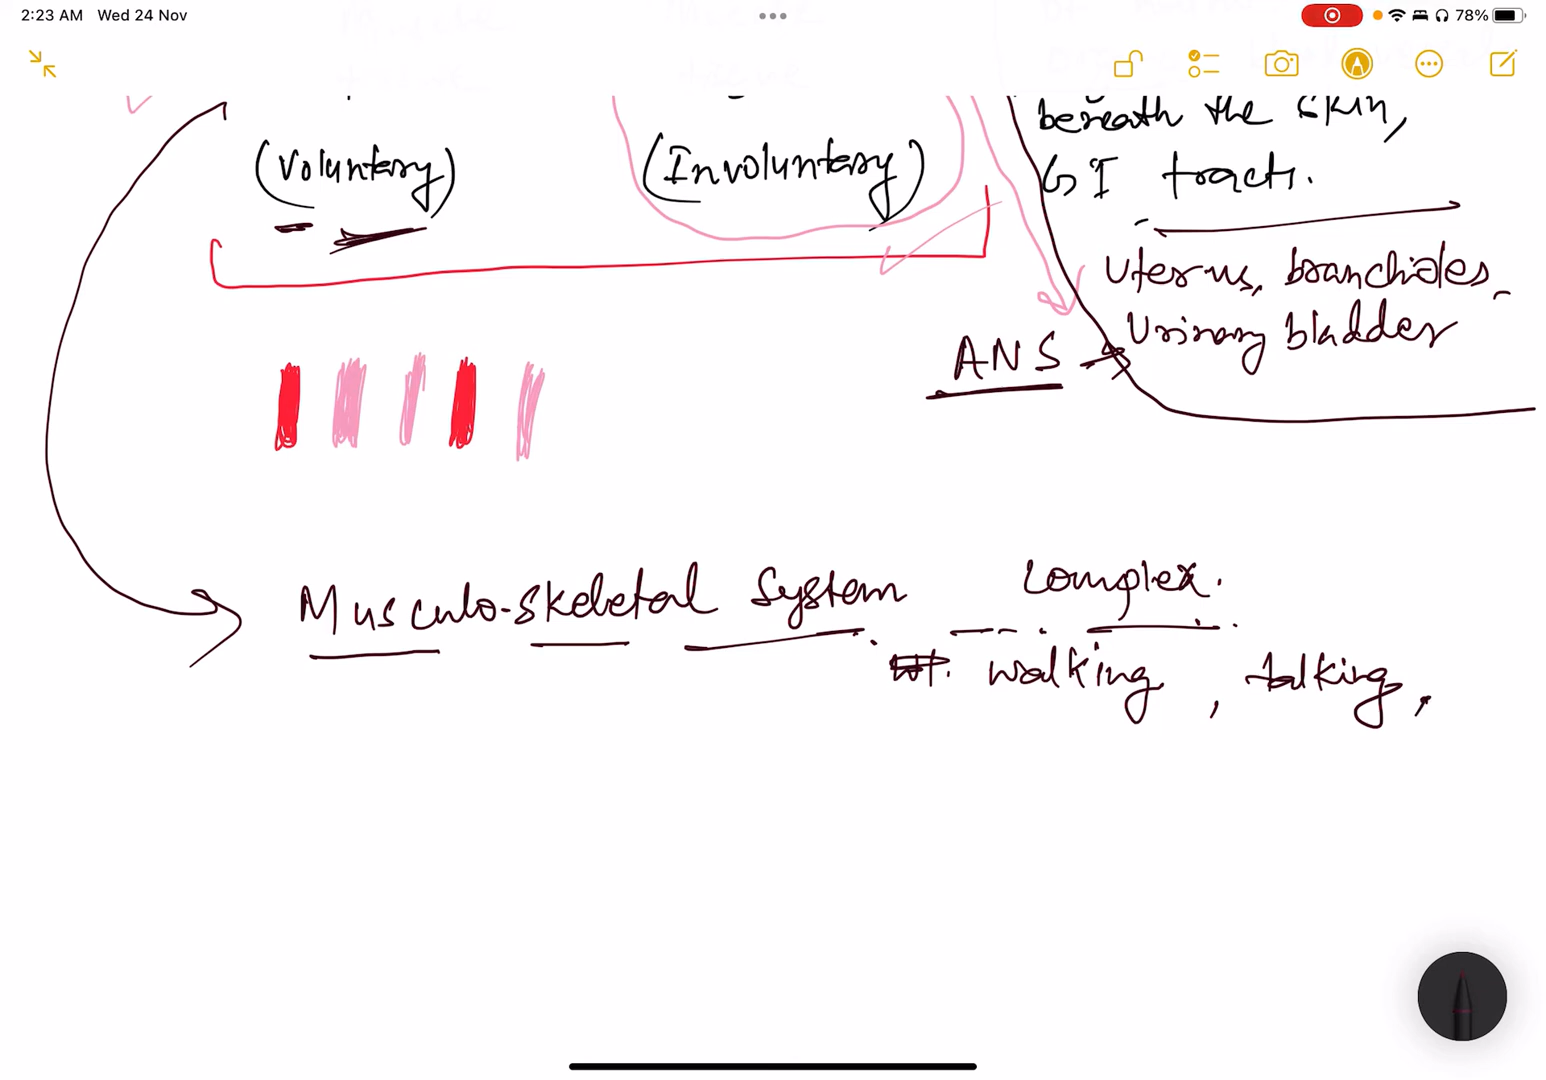 2:23 AM Wed 24 Nov
78%
beneath the skin,
(Voluntary)
(Involuntary)
GI tracts.
Uterus, branchioles,
Urinary bladder
ANS
Musculo-skeletal System complex.
walking, talking,